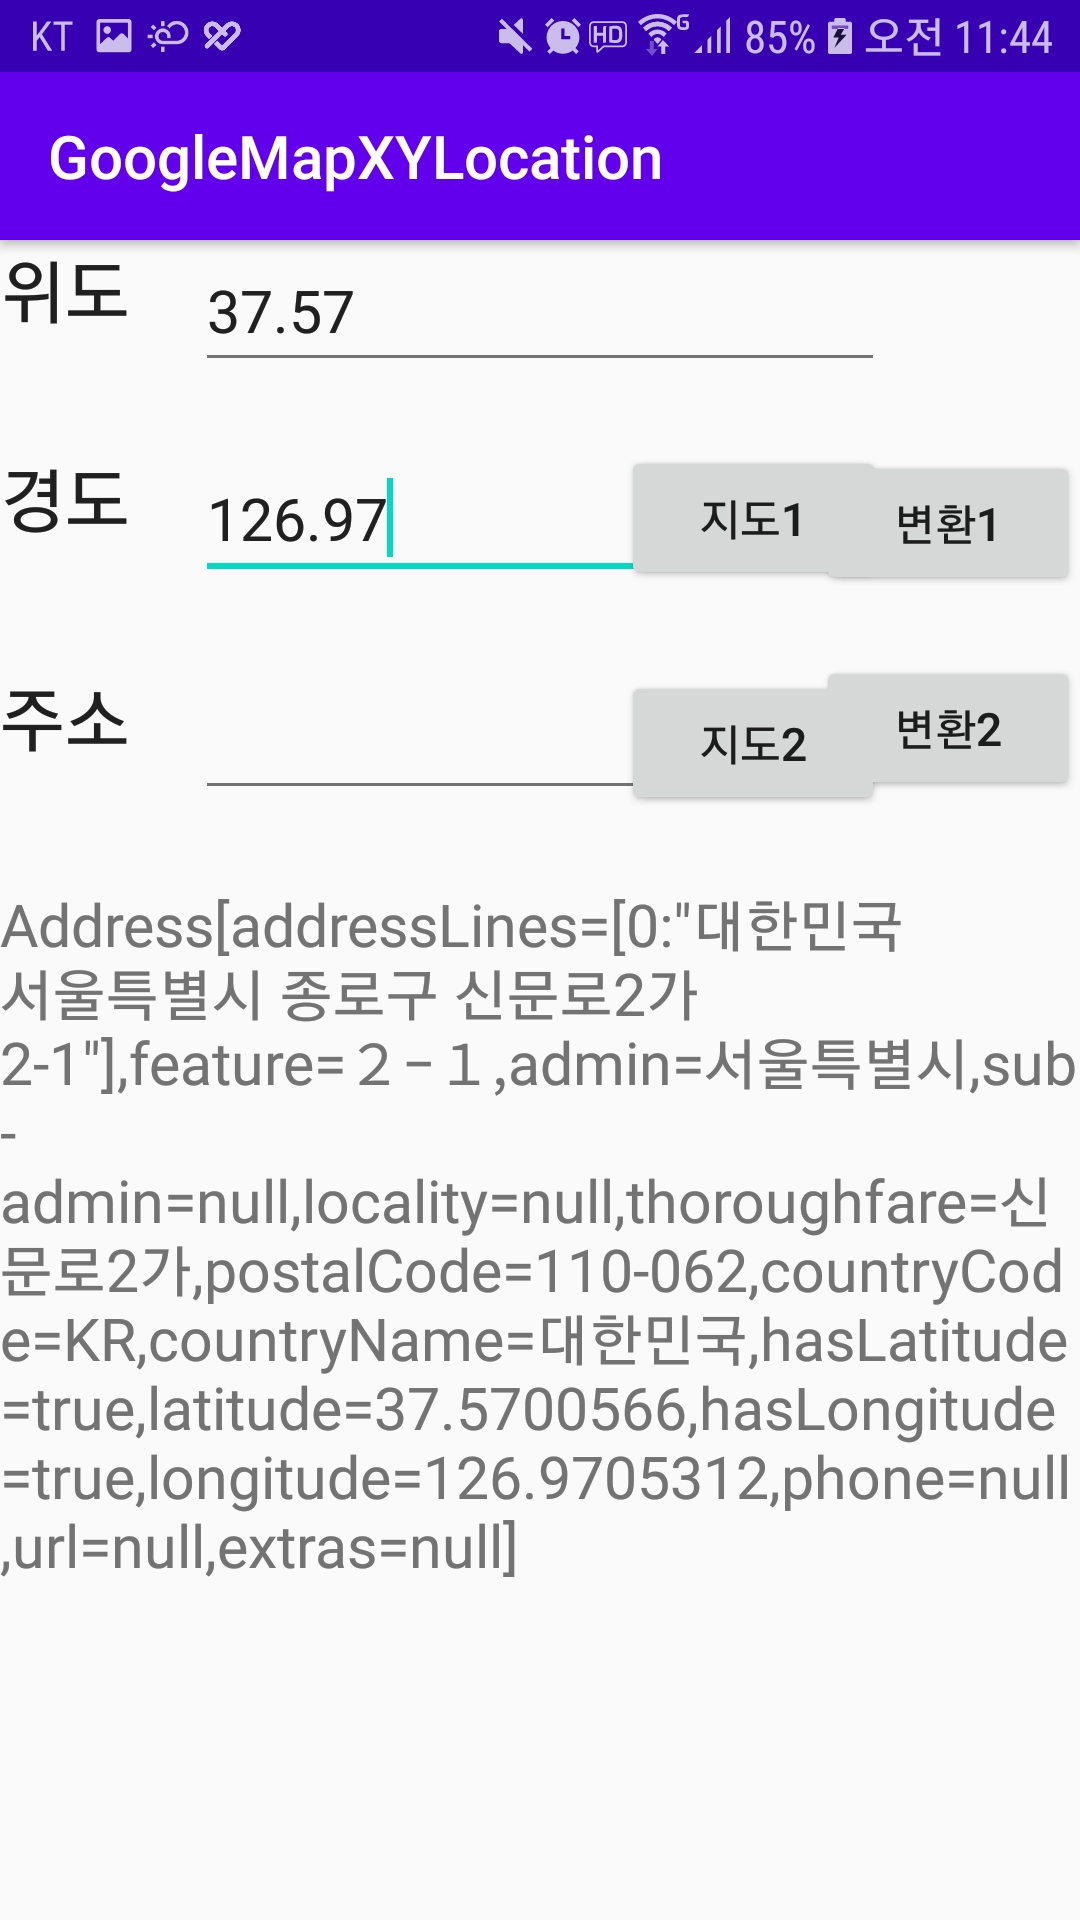 KT HD G 85% 오전 11:44
GoogleMapXYLocation
위도 37.57
경도 126.97 지도1 변환1
주소 지도2 변환2
Address[addressLines=[0:"대한민국
서울특별시 종로구 신문로2가
2-1"],feature=２−１,admin=서울특별시,sub
-
admin=null,locality=null,thoroughfare=신
문로2가,postalCode=110-062,countryCod
e=KR,countryName=대한민국,hasLatitude
=true,latitude=37.5700566,hasLongitude
=true,longitude=126.9705312,phone=null
,url=null,extras=null]